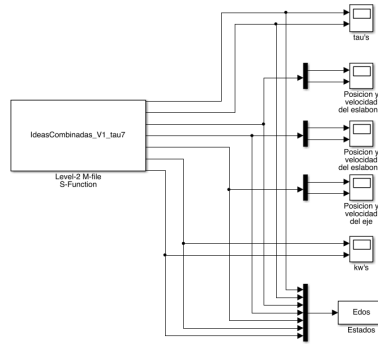 tau's
Posicion y
velocidad
del eslabon
IdeasCombinadas_V1_tau7
Level-2 M-file
S-Function
Posicion y
velocidad
del eslabon
Posicion y
velocidad
del eje
kw's
Edos
Estados